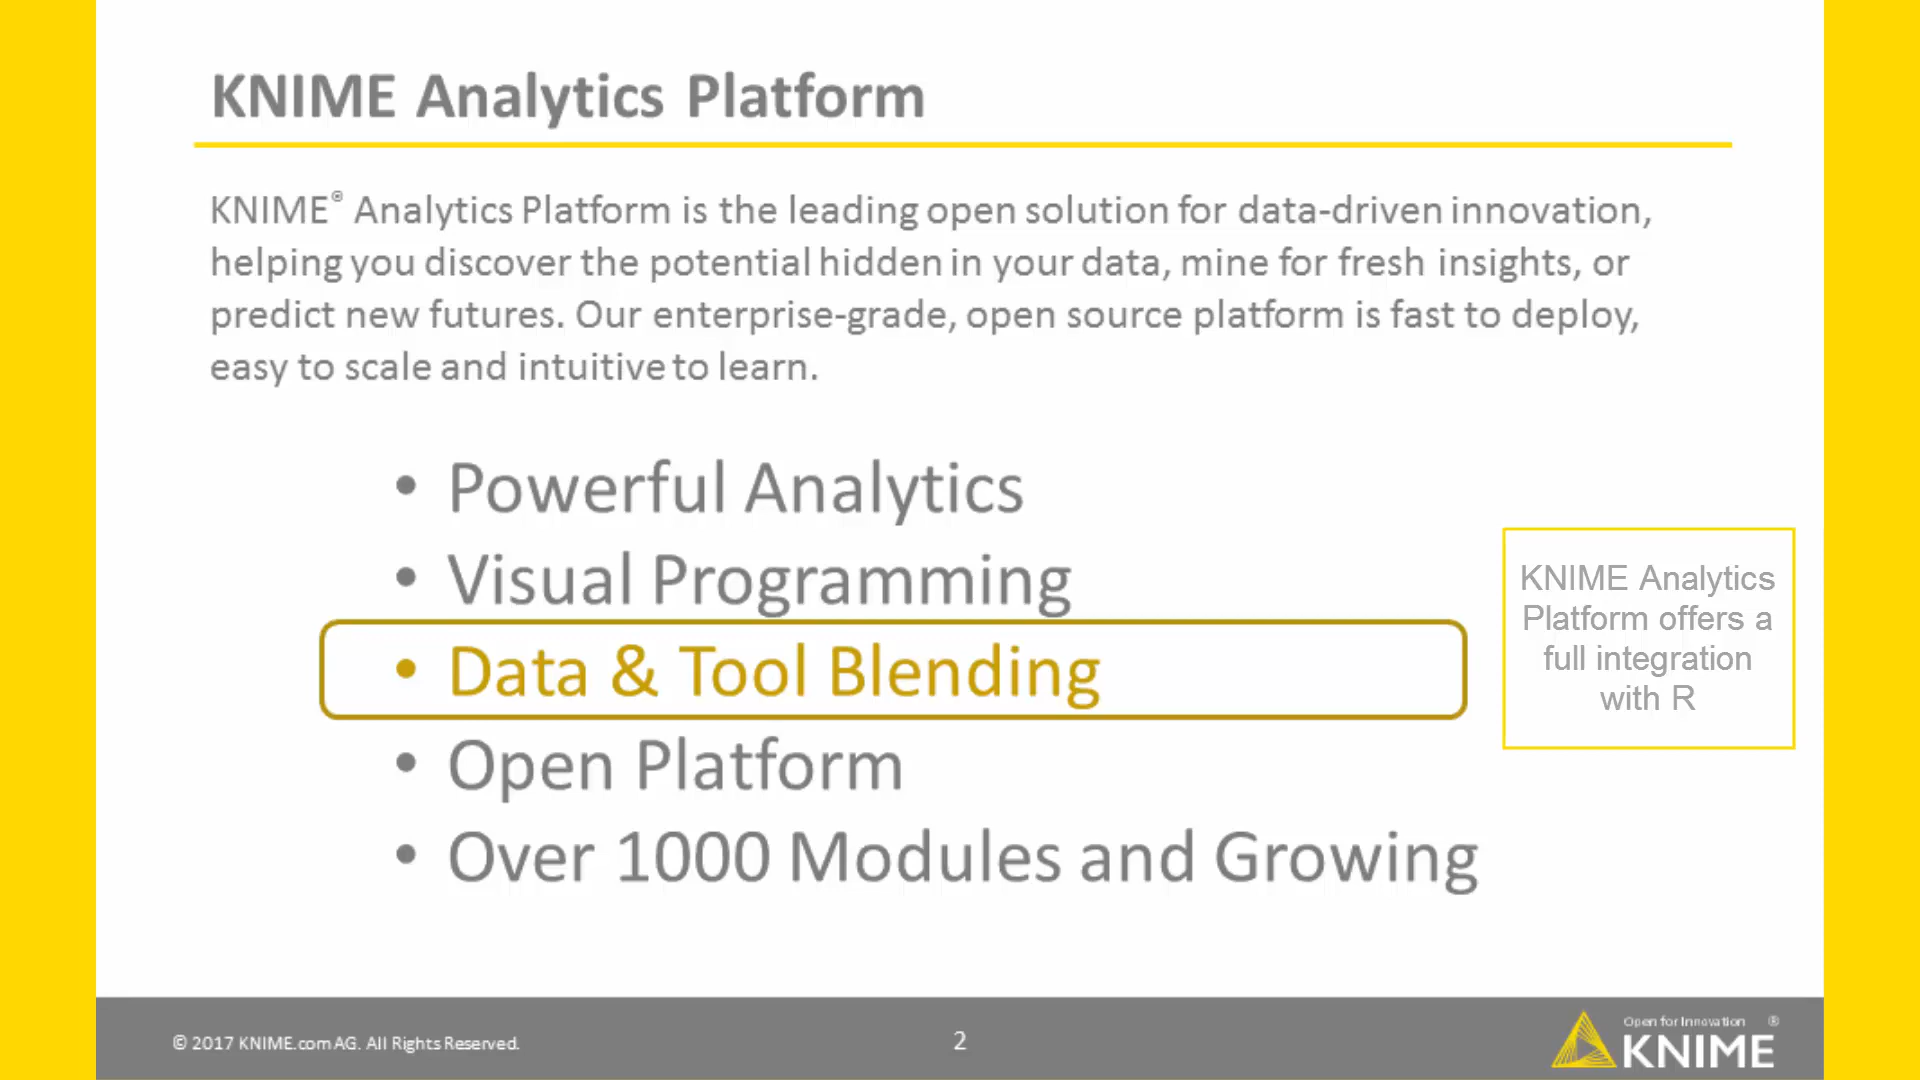 KNIME Analytics Platform
KNIME® Analytics Platform is the leading open solution for data-driven innovation,
helping you discover the potential hidden in your data, mine for fresh insights, or
predict new futures. Our enterprise-grade, open source platform is fast to deploy,
easy to scale and intuitive to learn.
• Powerful Analytics
• Visual Programming
• Data & Tool Blending
• Open Platform
• Over 1000 Modules and Growing
KNIME Analytics
Platform offers a
full integration
with R
© 2017 KNIME.com AG. All Rights Reserved.
2
Open for Innovation ®
KNIME